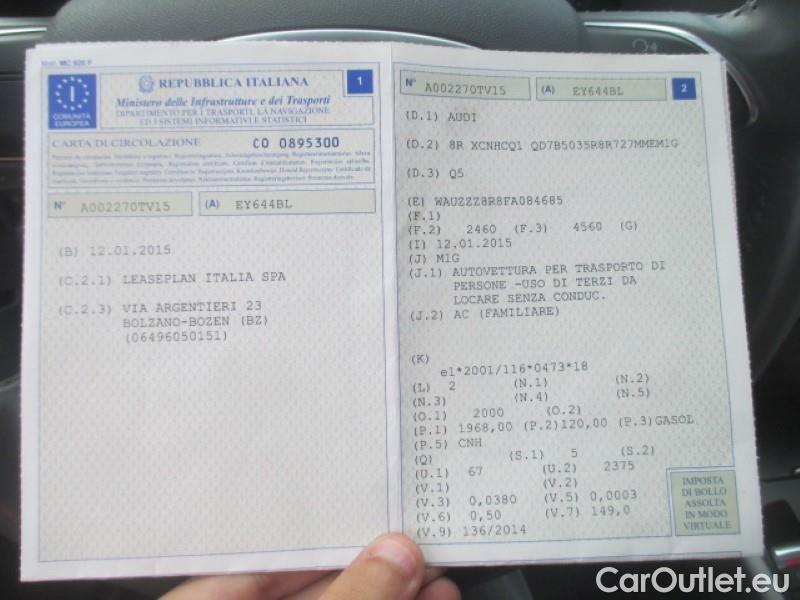 Mod. MC 820 F
REPUBBLICA ITALIANA
1
Ministero delle Infrastrutture e dei Trasporti
DIPARTIMENTO PER I TRASPORTI, LA NAVIGAZIONE
ED I SISTEMI INFORMATIVI E STATISTICI
I
COMUNITÀ
EUROPEA
CARTA DI CIRCOLAZIONE CO 0895300
N° A002270TV15 (A) EY644BL
(B) 12.01.2015
(C.2.1) LEASEPLAN ITALIA SPA
(C.2.3) VIA ARGENTIERI 23
BOLZANO-BOZEN (BZ)
(06496050151)
N° A002270TV15 (A) EY644BL 2
(D.1) AUDI
(D.2) 8R XCNHCQ1 QD7B5035R8R727MMEM1G
(D.3) Q5
(E) WAUZZZ8R8FA084685
(F.1)
(F.2) 2460 (F.3) 4560 (G)
(I) 12.01.2015
(J) M1G
(J.1) AUTOVETTURA PER TRASPORTO DI
PERSONE -USO DI TERZI DA
LOCARE SENZA CONDUC.
(J.2) AC (FAMILIARE)
(K)
e1*2001/116*0473*18
(L) 2 (N.1) (N.2)
(N.3) (N.4) (N.5)
(O.1) 2000 (O.2)
(P.1) 1968,00 (P.2)120,00 (P.3)GASOL
(P.5) CNH
(Q) (S.1) 5 (S.2)
(U.1) 67 (U.2) 2375
(V.1) (V.2)
(V.3) 0,0380 (V.5) 0,0003
(V.6) 0,50 (V.7) 149,0
(V.9) 136/2014
IMPOSTA
DI BOLLO
ASSOLTA
IN MODO
VIRTUALE
CarOutlet.eu